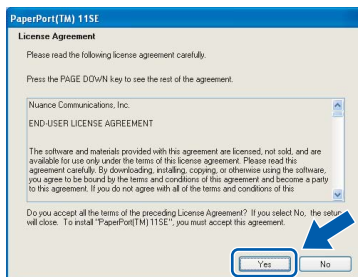 PaperPort(TM) 11SE
License Agreement
Please read the following license agreement carefully.
Press the PAGE DOWN key to see the rest of the agreement.
Nuance Communications, Inc.
END-USER LICENSE AGREEMENT
The software and materials provided with this agreement are licensed, not sold, and are
available for use only under the terms of this license agreement. Please read this
agreement carefully. By downloading, installing, copying, or otherwise using the software,
you agree to be bound by the terms and conditions of this agreement and become a party
to this agreement. If you do not agree with all of the terms and conditions of this
Do you accept all the terms of the preceding License Agreement? If you select No, the setup
will close. To install "PaperPort(TM) 11SE", you must accept this agreement.
Yes
No